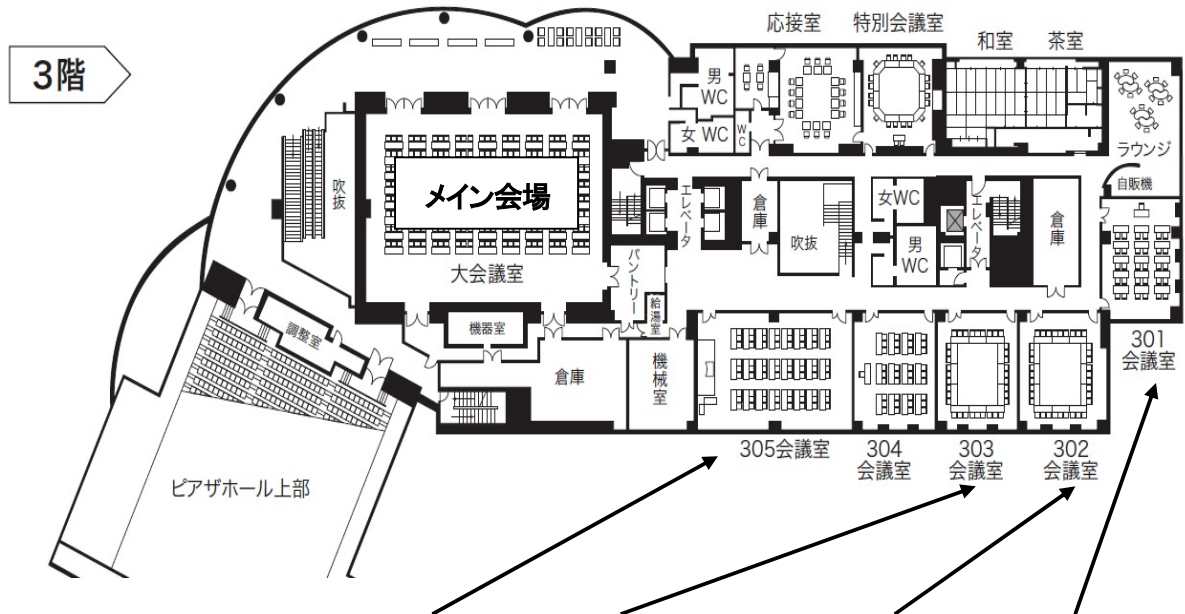 3階
応接室
特別会議室
和室
茶室
男
WC
女 WC
WC
ラウンジ
自販機
メイン会場
大会議室
吹抜
エレベータ
倉庫
吹抜
女WC
男
WC
エレベータ
倉庫
パントリー
給湯室
機器室
調整室
倉庫
機械室
301
会議室
305会議室
304
会議室
303
会議室
302
会議室
ピアザホール上部